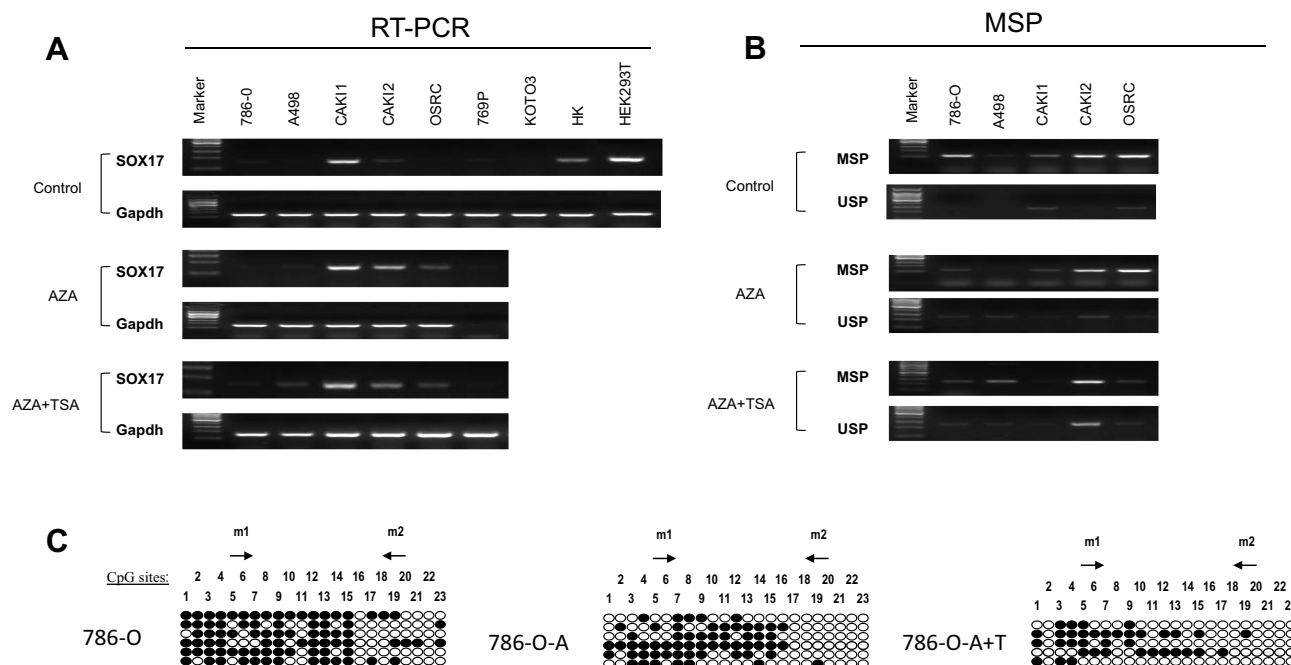 A
RT-PCR
Marker 786-0 A498 CAKI1 CAKI2 OSRC 769P KOTO3 HK HEK293T
Control
SOX17
Gapdh
AZA
SOX17
Gapdh
AZA+TSA
SOX17
Gapdh
B
MSP
Marker 786-O A498 CAKI1 CAKI2 OSRC
Control
MSP
USP
AZA
MSP
USP
AZA+TSA
MSP
USP
C
m1 m2
CpG sites:
2 4 6 8 10 12 14 16 18 20 22
1 3 5 7 9 11 13 15 17 19 21 23
786-O
m1 m2
2 4 6 8 10 12 14 16 18 20 22
1 3 5 7 9 11 13 15 17 19 21 23
786-O-A
m1 m2
2 4 6 8 10 12 14 16 18 20 22
1 3 5 7 9 11 13 15 17 19 21
786-O-A+T